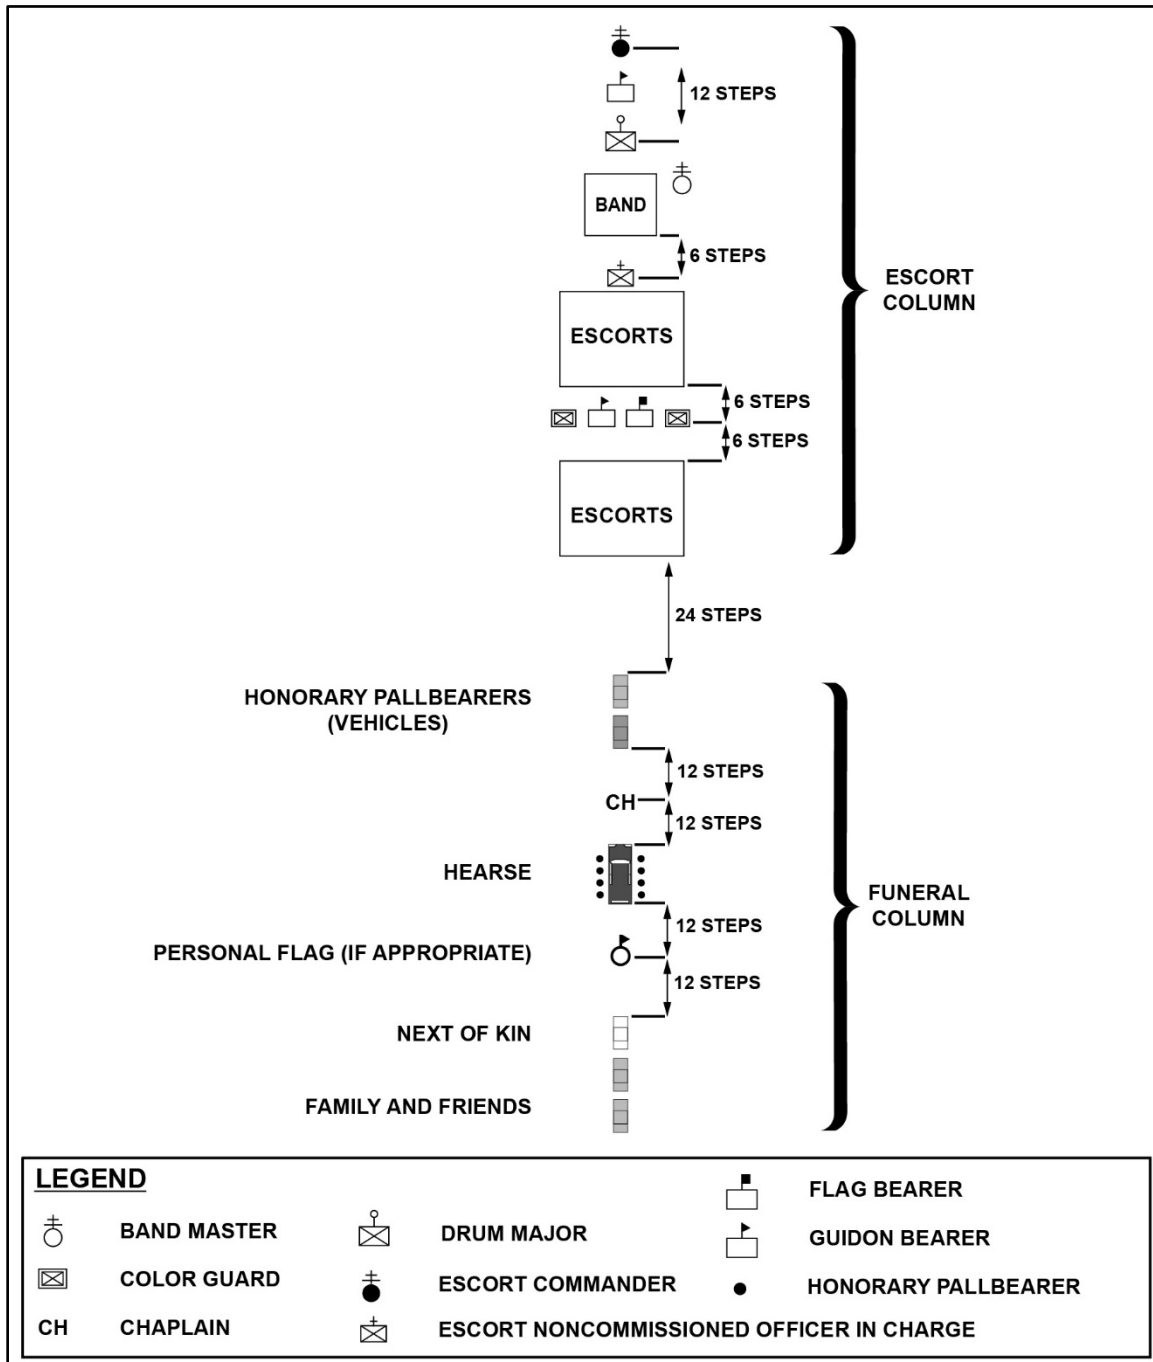 12 STEPS
BAND
6 STEPS
ESCORTS
6 STEPS
6 STEPS
ESCORTS
ESCORT
COLUMN
24 STEPS
HONORARY PALLBEARERS
(VEHICLES)
12 STEPS
CH
12 STEPS
HEARSE
12 STEPS
PERSONAL FLAG (IF APPROPRIATE)
12 STEPS
NEXT OF KIN
FAMILY AND FRIENDS
FUNERAL
COLUMN
LEGEND
BAND MASTER
COLOR GUARD
CH CHAPLAIN
DRUM MAJOR
ESCORT COMMANDER
ESCORT NONCOMMISSIONED OFFICER IN CHARGE
FLAG BEARER
GUIDON BEARER
HONORARY PALLBEARER